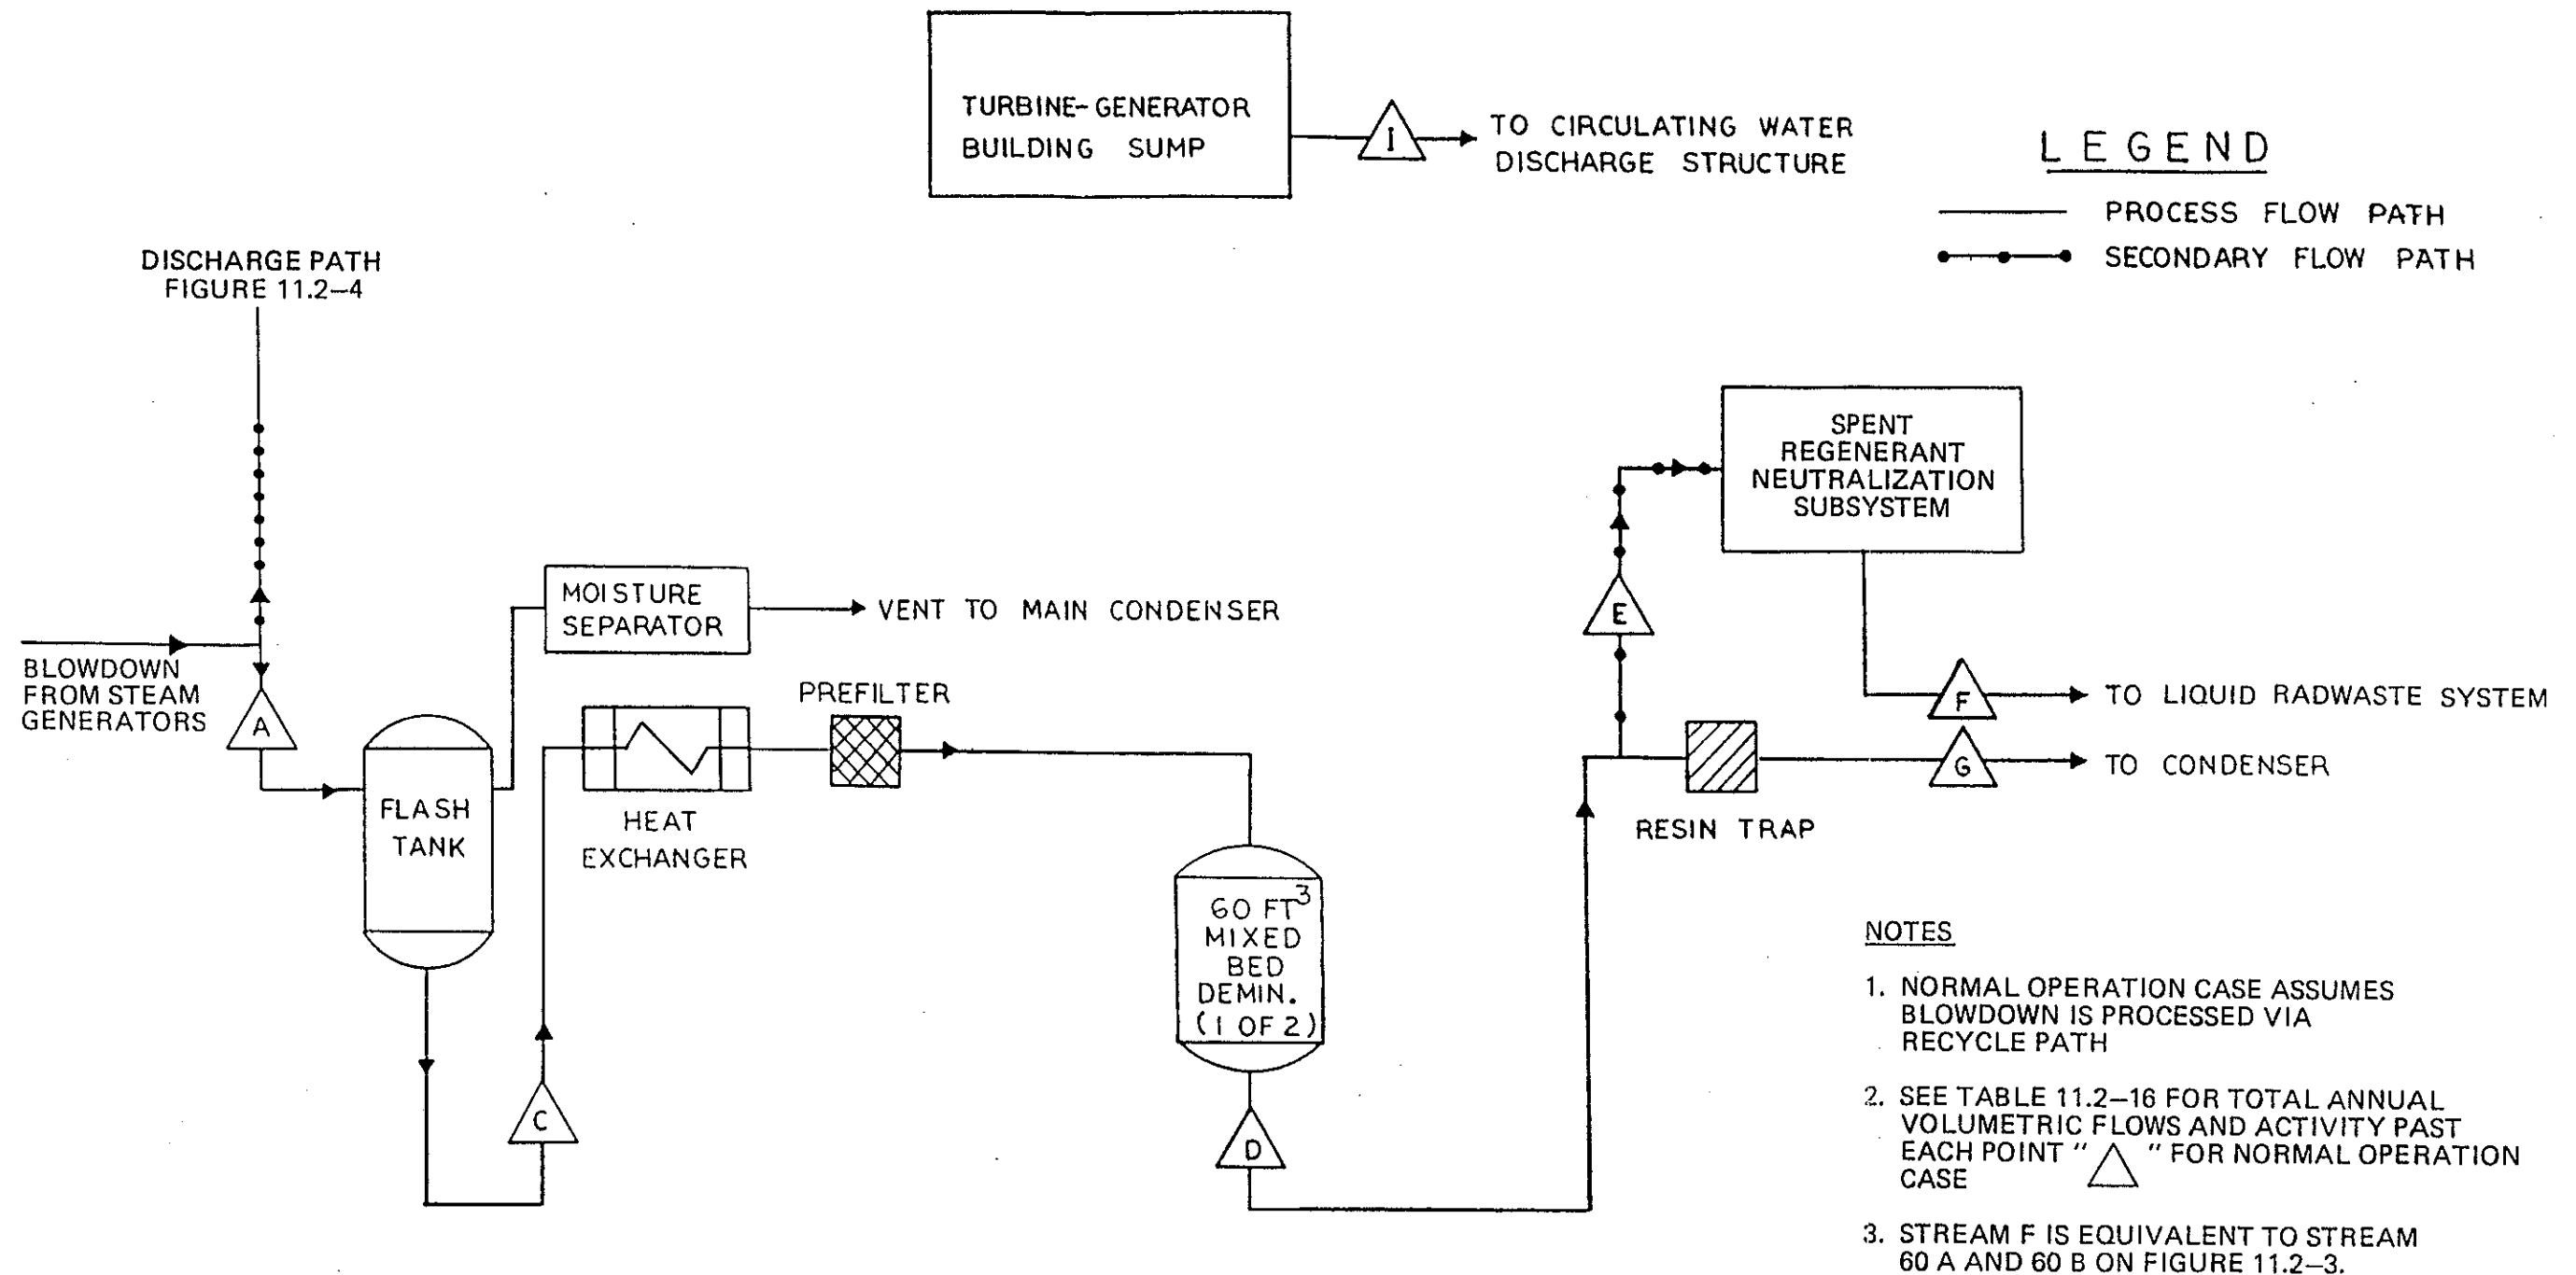 TURBINE-GENERATOR
BUILDING SUMP
I
TO CIRCULATING WATER
DISCHARGE STRUCTURE
LEGEND
PROCESS FLOW PATH
SECONDARY FLOW PATH
DISCHARGE PATH
FIGURE 11.2–4
BLOWDOWN
FROM STEAM
GENERATORS
A
FLASH
TANK
MOISTURE
SEPARATOR
VENT TO MAIN CONDENSER
C
HEAT
EXCHANGER
PREFILTER
60 FT³
MIXED
BED
DEMIN.
(1 OF 2)
D
E
SPENT
REGENERANT
NEUTRALIZATION
SUBSYSTEM
F
TO LIQUID RADWASTE SYSTEM
G
TO CONDENSER
RESIN TRAP
NOTES
1. NORMAL OPERATION CASE ASSUMES
BLOWDOWN IS PROCESSED VIA
RECYCLE PATH
2. SEE TABLE 11.2–16 FOR TOTAL ANNUAL
VOLUMETRIC FLOWS AND ACTIVITY PAST
EACH POINT " " FOR NORMAL OPERATION
CASE
3. STREAM F IS EQUIVALENT TO STREAM
60 A AND 60 B ON FIGURE 11.2–3.